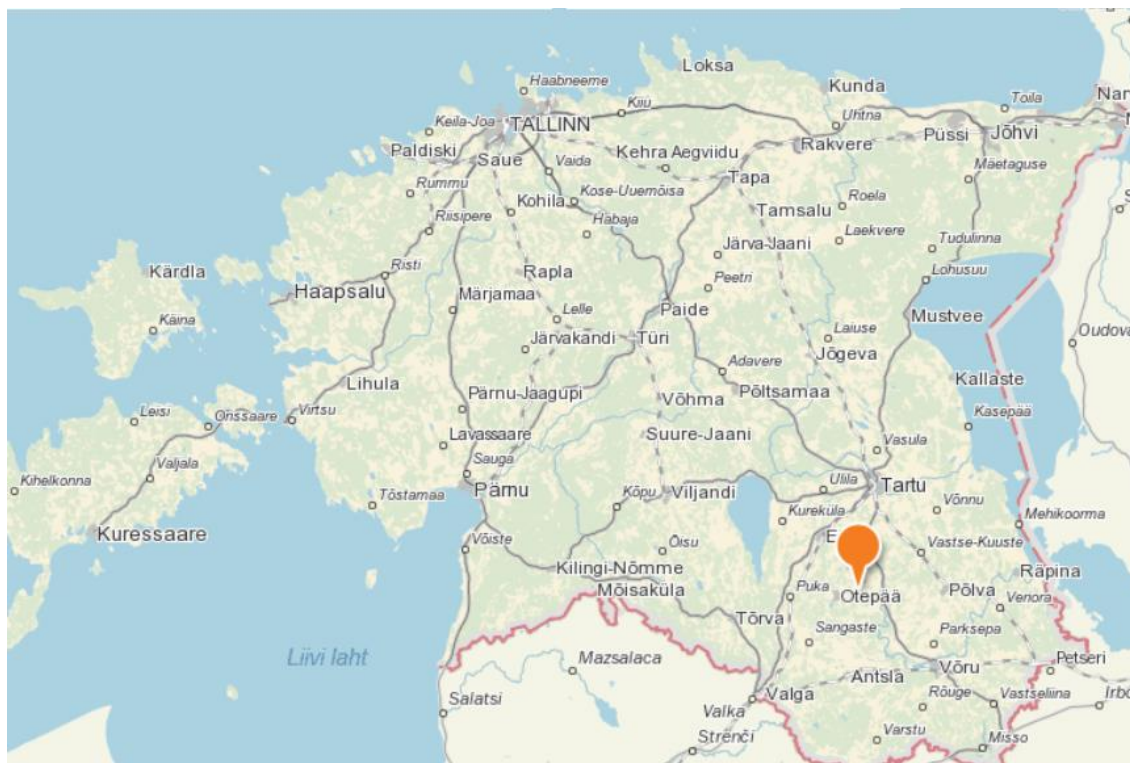 Loksa
Haabneeme
Kunda
Kiiu
Toila
Keila-Joa
TALLINN
Uhtna
Püssi
Jõhvi
Paldiski
Saue
Vaida
Kehra
Aegviidu
Rakvere
Mäetaguse
Tapa
Rummu
Kohila
Kose-Uuemõisa
Roela
Tamsalu
Riisipere
Habaja
Järva-Jaani
Laekvere
Tudulinna
Kärdla
Risti
Rapla
Peetri
Lohusuu
Haapsalu
Märjamaa
Paide
Käina
Lelle
Mustvee
Järvakandi
Türi
Laiuse
Oudova
Jõgeva
Lihula
Adavere
Kallaste
Pärnu-Jaagupi
Võhma
Põltsamaa
Leisi
Orissaare
Virtsu
Kasepää
Lavassaare
Suure-Jaani
Vasula
Sauga
Valjala
Kihelkonna
Pärnu
Kõpu
Viljandi
Ulila
Tartu
Tõstamaa
Võnnu
Kuressaare
Kureküla
Mehikoorma
Võiste
Õisu
Vastse-Kuuste
Kilingi-Nõmme
Räpina
Mõisaküla
Puka
Otepää
Põlva
Veriora
Tõrva
Sangaste
Parksepa
Liivi laht
Mazsalaca
Võru
Petseri
Antsla
Valga
Rõuge
Vastseliina
Salatsi
Valka
Varstu
Misso
Strenči